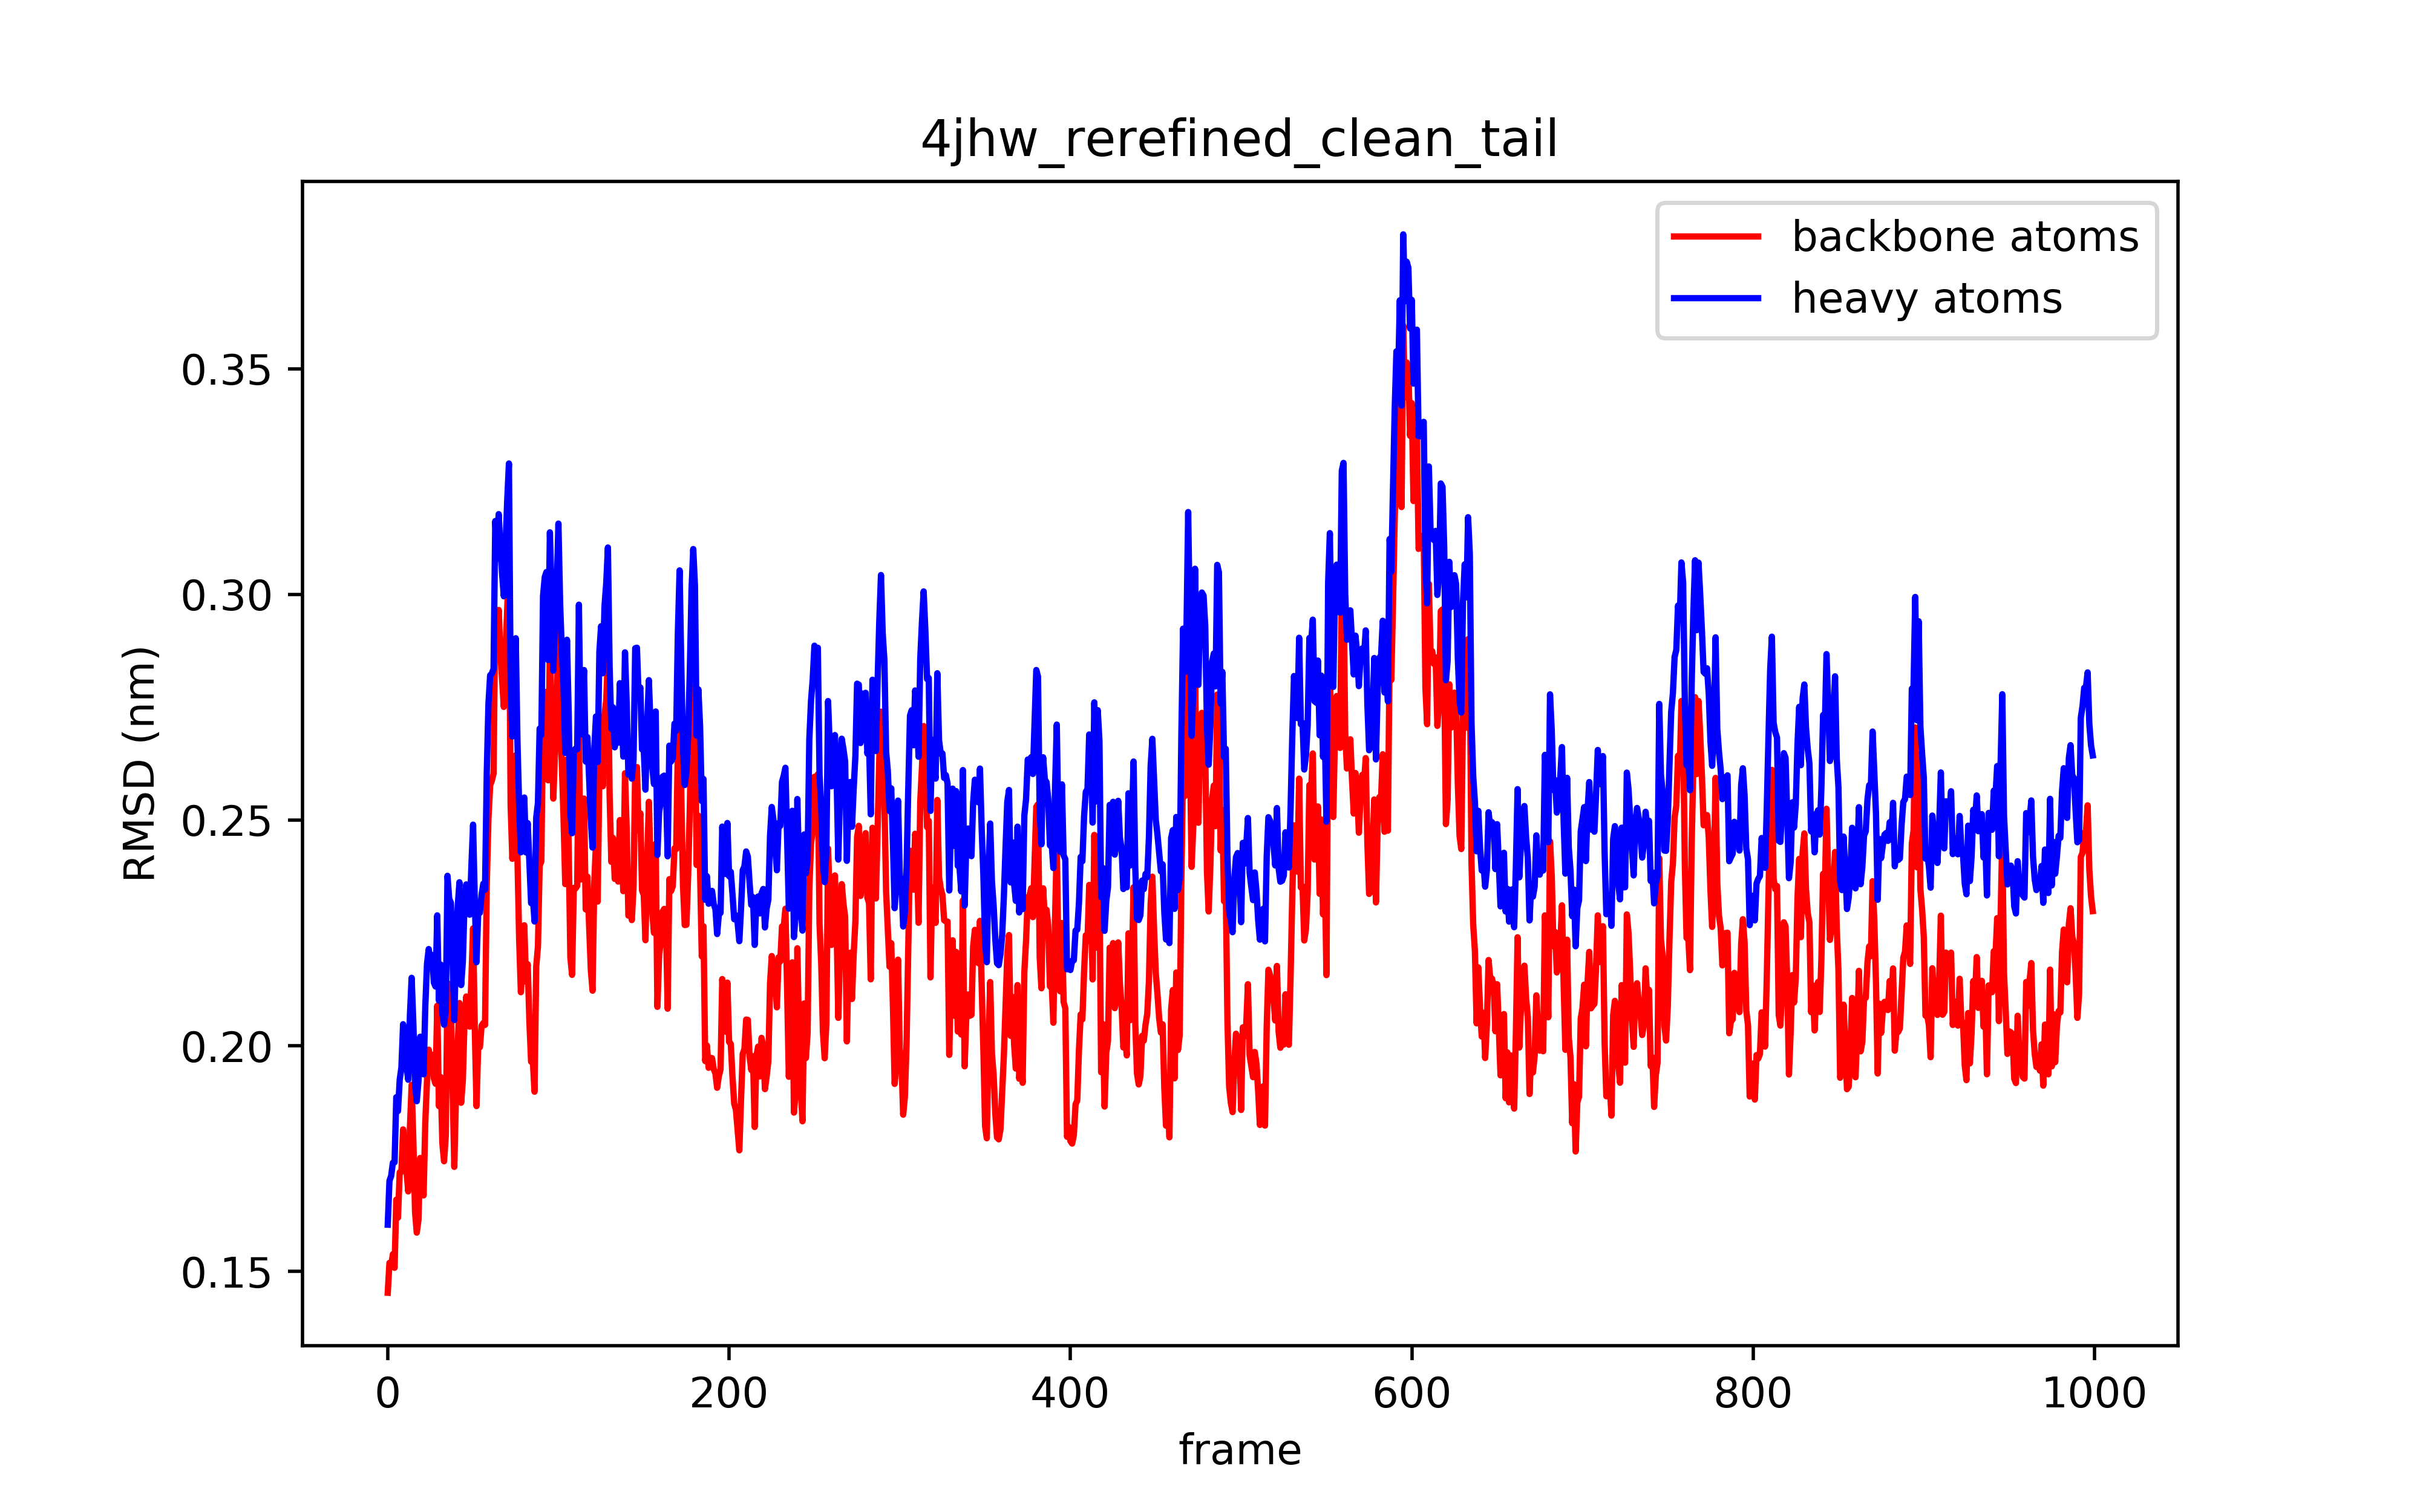 4jhw_rerefined_clean_tail
backbone atoms
heavy atoms
0.35
0.30
0.25
0.20
0.15
RMSD (nm)
0 200 400 600 800 1000
frame